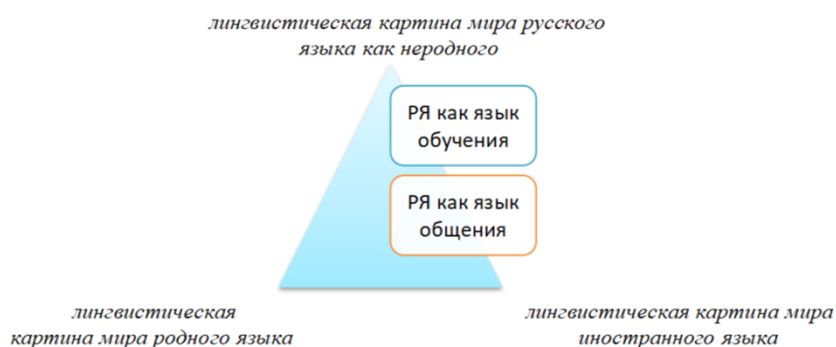 лингвистическая картина мира русского
языка как неродного
РЯ как язык
обучения
РЯ как язык
общения
лингвистическая
картина мира родного языка
лингвистическая картина мира
иностранного языка